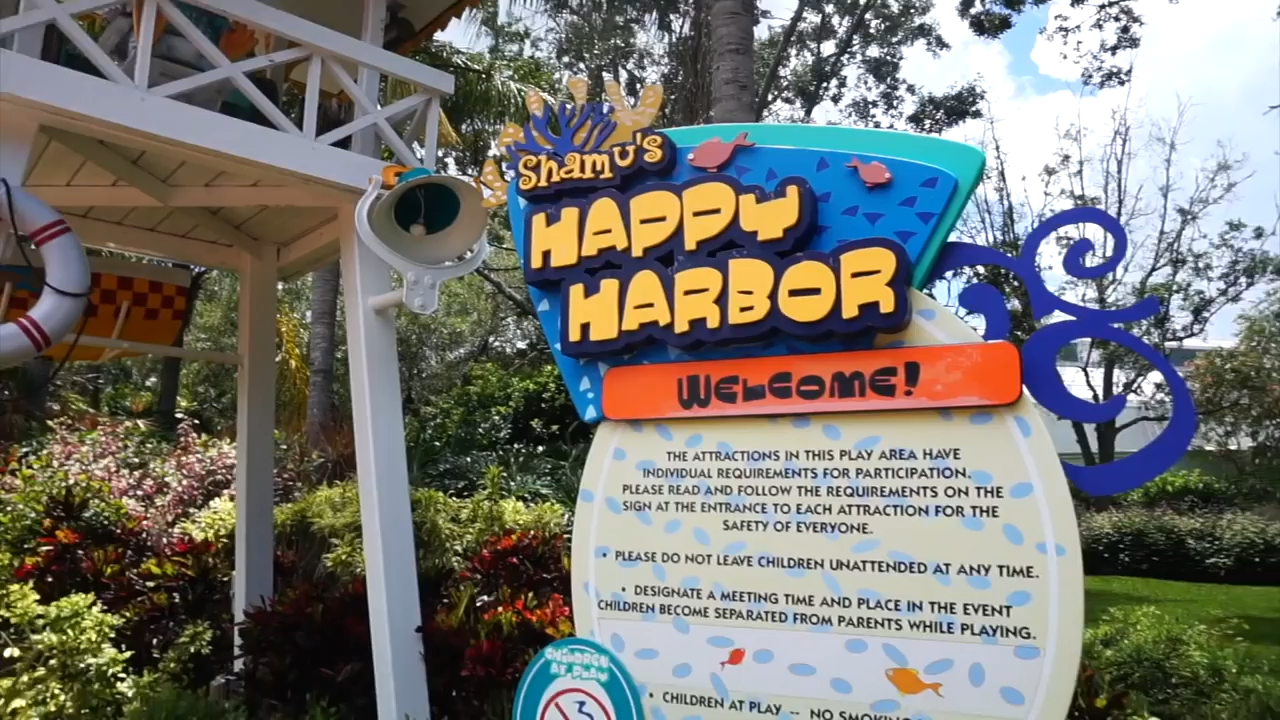 Shamu's
HAPPY
HARBOR
WELCOME!
THE ATTRACTIONS IN THIS PLAY AREA HAVE
INDIVIDUAL REQUIREMENTS FOR PARTICIPATION.
PLEASE READ AND FOLLOW THE REQUIREMENTS ON THE
SIGN AT THE ENTRANCE TO EACH ATTRACTION FOR THE
SAFETY OF EVERYONE.
• PLEASE DO NOT LEAVE CHILDREN UNATTENDED AT ANY TIME.
• DESIGNATE A MEETING TIME AND PLACE IN THE EVENT
CHILDREN BECOME SEPARATED FROM PARENTS WHILE PLAYING.
• CHILDREN AT PLAY -- NO SMOKING
CHILDREN
AT PLAY